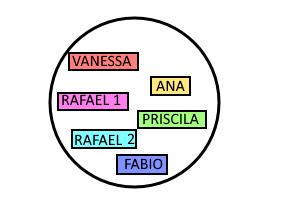 VANESSA
ANA
RAFAEL 1
PRISCILA
RAFAEL 2
FABIO